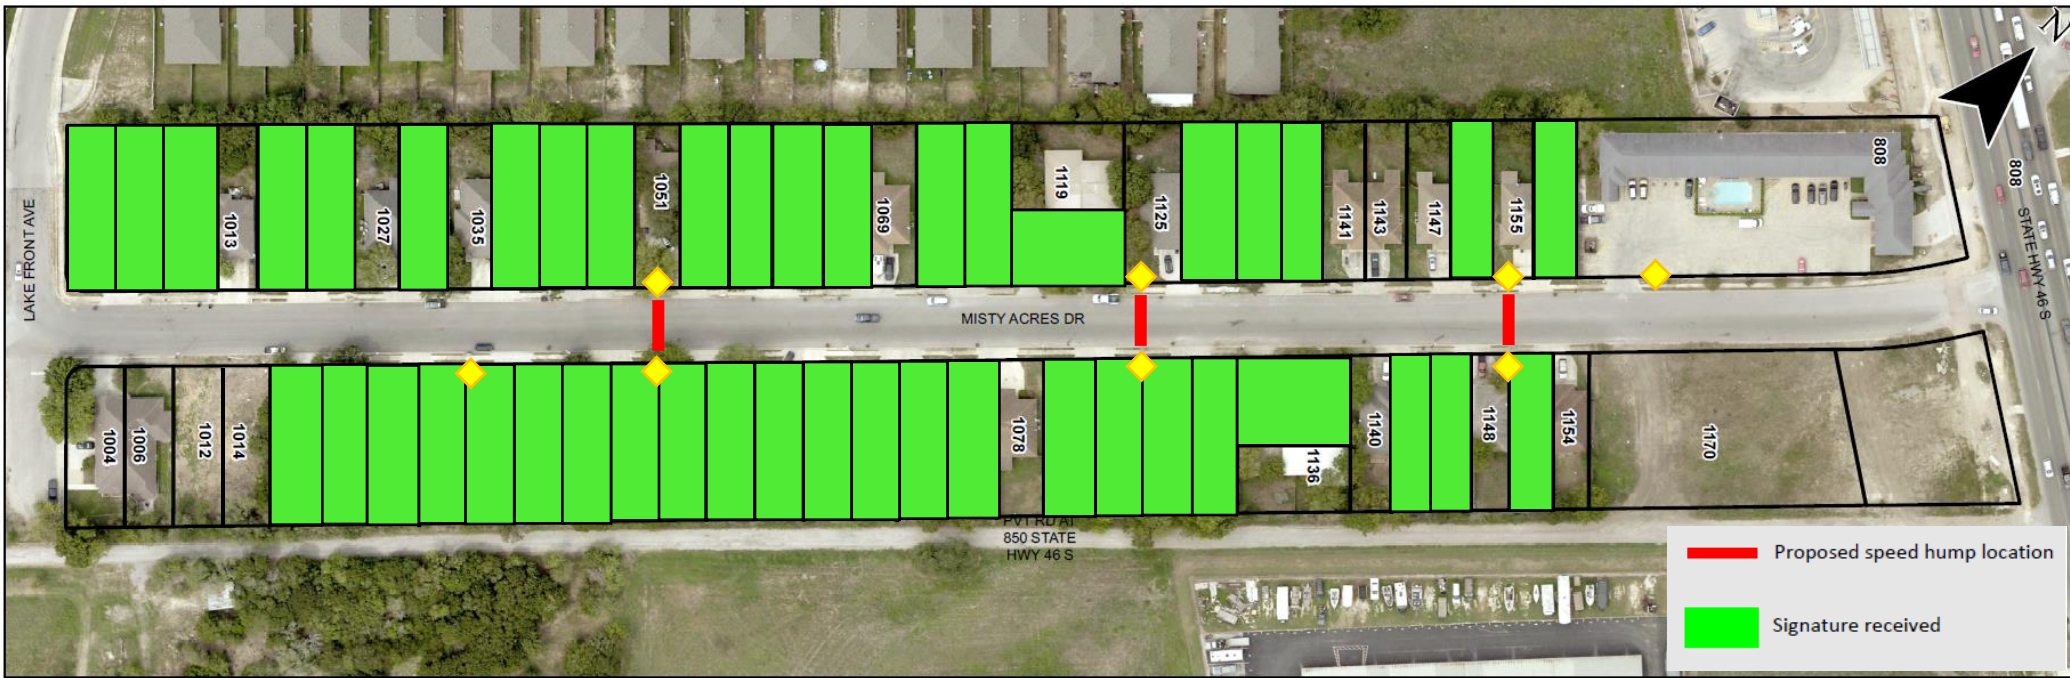 N
LAKE FRONT AVE
1013
1027
1035
1051
1069
1119
1125
1141
1143
1147
1155
808
808
STATE HWY 46 S
MISTY ACRES DR
1004
1006
1012
1014
1078
1136
1140
1148
1154
1170
PVT RD AT
850 STATE
HWY 46 S
Proposed speed hump location
Signature received